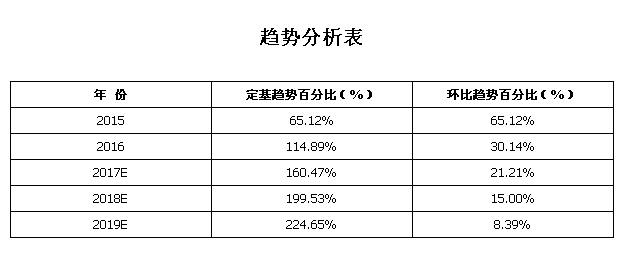 趋势分析表
年 份 定基趋势百分比（%） 环比趋势百分比（%）
2015 65.12% 65.12%
2016 114.89% 30.14%
2017E 160.47% 21.21%
2018E 199.53% 15.00%
2019E 224.65% 8.39%